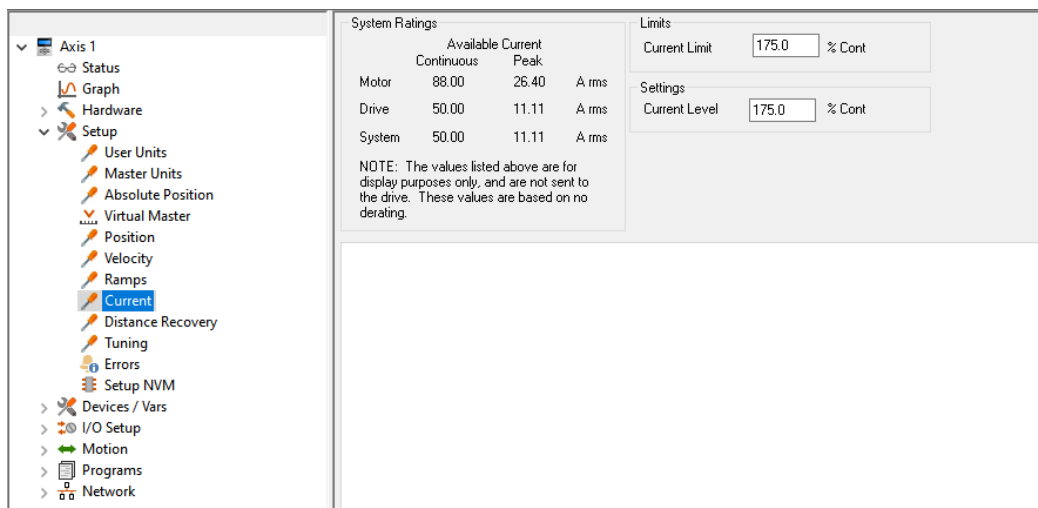 Axis 1
Status
Graph
Hardware
Setup
User Units
Master Units
Absolute Position
Virtual Master
Position
Velocity
Ramps
Current
Distance Recovery
Tuning
Errors
Setup NVM
Devices / Vars
I/O Setup
Motion
Programs
Network
System Ratings
Available Current
Continuous Peak
Motor 88.00 26.40 A rms
Drive 50.00 11.11 A rms
System 50.00 11.11 A rms
NOTE: The values listed above are for
display purposes only, and are not sent to
the drive. These values are based on no
derating.
Limits
Current Limit 175.0 % Cont
Settings
Current Level 175.0 % Cont